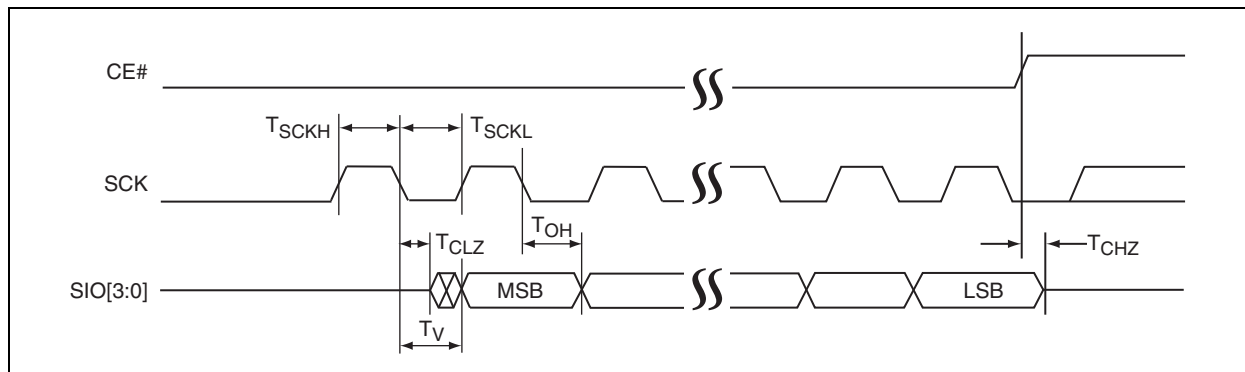 CE#
TSCKH
TSCKL
SCK
TOH
TCLZ
TCHZ
SIO[3:0]
MSB
LSB
TV